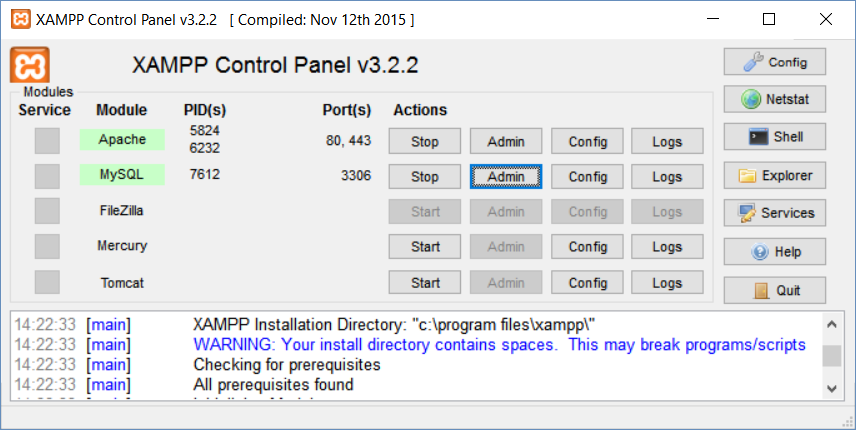 XAMPP Control Panel v3.2.2 [ Compiled: Nov 12th 2015 ]
XAMPP Control Panel v3.2.2
Modules
Service Module PID(s) Port(s) Actions
Apache 5824 6232 80, 443 Stop Admin Config Logs
MySQL 7612 3306 Stop Admin Config Logs
FileZilla Start Admin Config Logs
Mercury Start Admin Config Logs
Tomcat Start Admin Config Logs
Config
Netstat
Shell
Explorer
Services
Help
Quit
14:22:33 [main] XAMPP Installation Directory: "c:\program files\xampp\"
14:22:33 [main] WARNING: Your install directory contains spaces. This may break programs/scripts
14:22:33 [main] Checking for prerequisites
14:22:33 [main] All prerequisites found